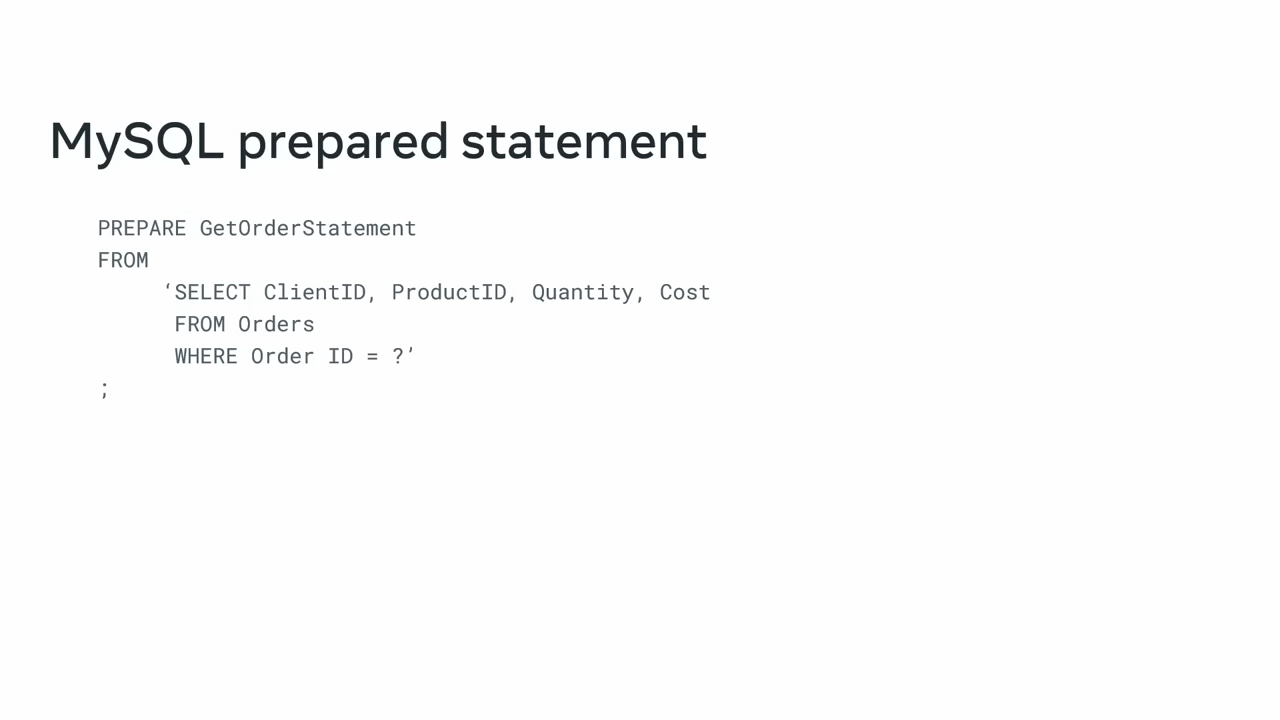 MySQL prepared statement
PREPARE GetOrderStatement
FROM
‘SELECT ClientID, ProductID, Quantity, Cost
FROM Orders
WHERE Order ID = ?’
;